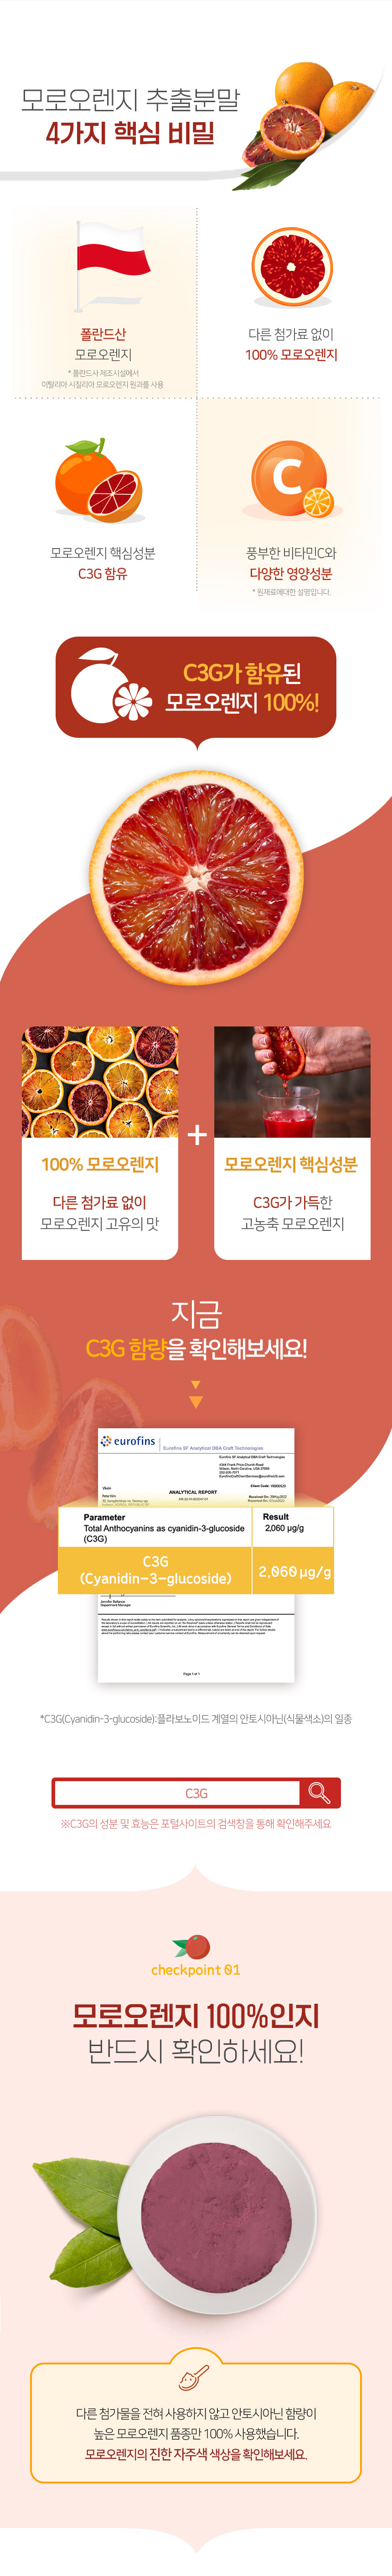 모로오렌지 추출분말
4가지 핵심 비밀
폴란드산
모로오렌지
* 폴란드사 제조시설에서
이탈리아 시칠리아 모로오렌지 원과를 사용
다른 첨가료 없이
100% 모로오렌지
모로오렌지 핵심성분
C3G 함유
C
풍부한 비타민C와
다양한 영양성분
* 원재료에대한 설명입니다.
C3G가 함유된
모로오렌지 100%!
100% 모로오렌지
다른 첨가료 없이
모로오렌지 고유의 맛
+
모로오렌지 핵심성분
C3G가 가득한
고농축 모로오렌지
지금
C3G 함량을 확인해보세요!
eurofins
Eurofins SF Analytical DBA Craft Technologies
ANALYTICAL REPORT
Parameter
Result
Total Anthocyanins as cyanidin-3-glucoside
2,060 µg/g
(C3G)
C3G
(Cyanidin-3-glucoside)
2,060 µg/g
Page 1 of 1
*C3G(Cyanidin-3-glucoside):플라보노이드 계열의 안토시아닌(식물색소)의 일종
C3G
※C3G의 성분 및 효능은 포털사이트의 검색창을 통해 확인해주세요
checkpoint 01
모로오렌지 100%인지
반드시 확인하세요!
다른 첨가물을 전혀 사용하지 않고 안토시아닌 함량이
높은 모로오렌지 품종만 100% 사용했습니다.
모로오렌지의 진한 자주색 색상을 확인해보세요.